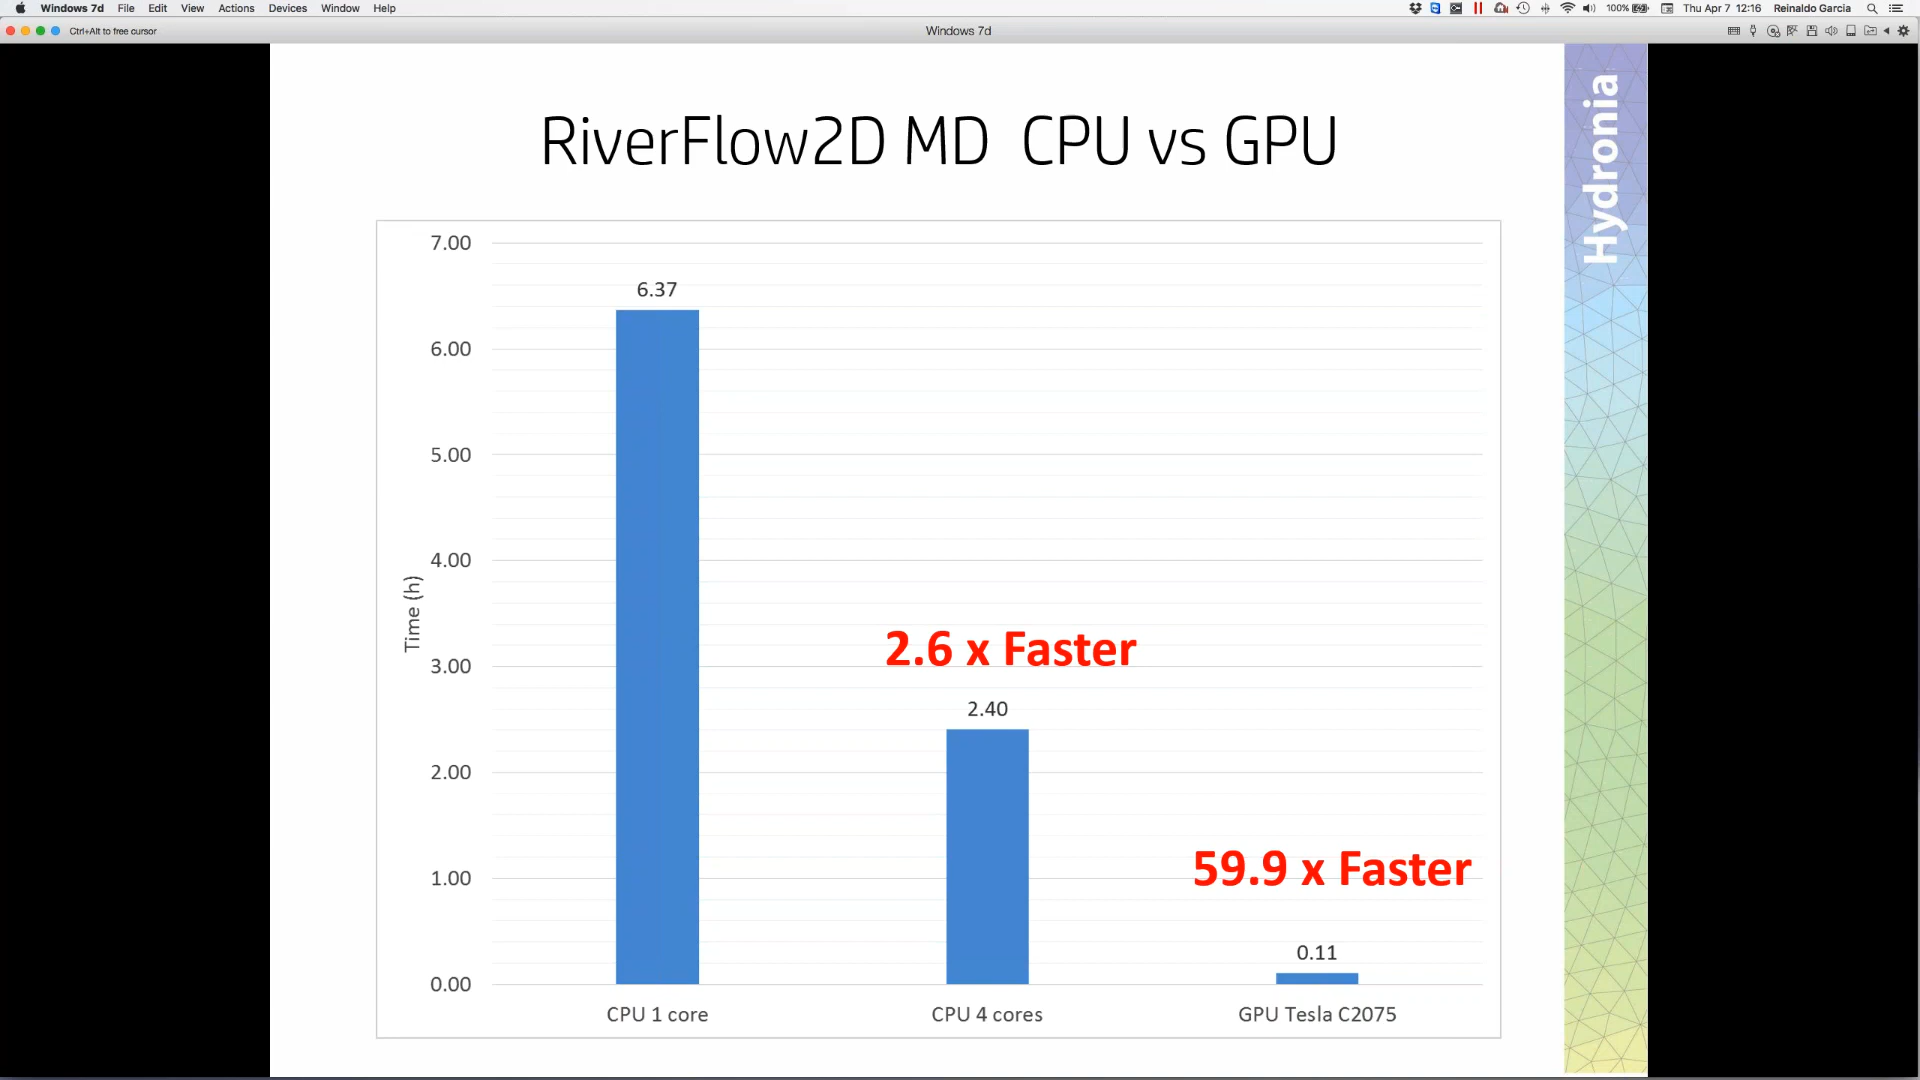 Windows 7d File Edit View Actions Devices Window Help 100% Thu Apr 7 12:16 Reinaldo Garcia
Ctrl+Alt to free cursor Windows 7d
RiverFlow2D MD CPU vs GPU
Hydronia
7.00
6.37
6.00
5.00
4.00
Time (h)
2.6 x Faster
3.00
2.40
2.00
59.9 x Faster
1.00
0.11
0.00
CPU 1 core CPU 4 cores GPU Tesla C2075